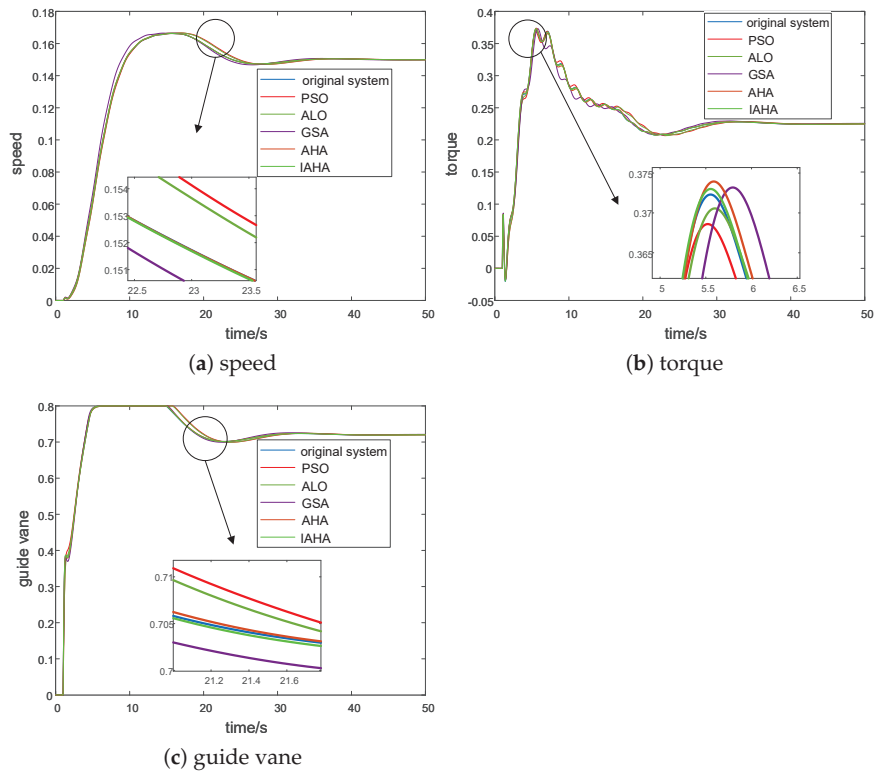 0.18
0.16
0.14
0.12
0.10
0.08
0.06
0.04
0.02
0
speed
original system
PSO
ALO
GSA
AHA
IAHA
0.154
0.153
0.152
0.151
22.5 23 23.5
0 10 20 30 40 50
time/s
(a) speed
0.4
0.35
0.3
0.25
0.2
0.15
0.1
0.05
0
-0.05
torque
original system
PSO
ALO
GSA
AHA
IAHA
0.375
0.37
0.365
5 5.5 6 6.5
0 10 20 30 40 50
time/s
(b) torque
0.8
0.7
0.6
0.5
0.4
0.3
0.2
0.1
0
guide vane
original system
PSO
ALO
GSA
AHA
IAHA
0.71
0.705
0.7
21.2 21.4 21.6
0 10 20 30 40 50
time/s
(c) guide vane